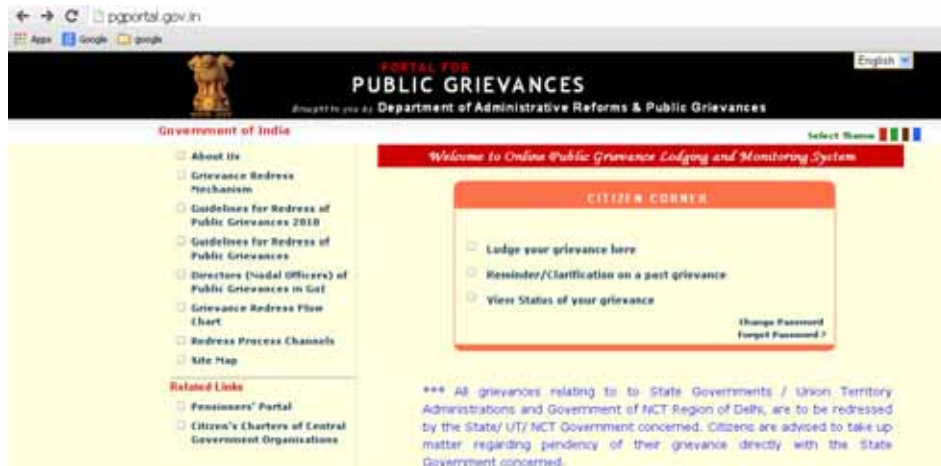 pgportal.gov.in
Apps Google google
English
PORTAL FOR
PUBLIC GRIEVANCES
Brought to you by Department of Administrative Reforms & Public Grievances
Government of India
Select Theme
About Us
Grievance Redress
Mechanism
Guidelines for Redress of
Public Grievances 2010
Guidelines for Redress of
Public Grievances
Directors (Nodal Officers) of
Public Grievances in GoI
Grievance Redress Flow
Chart
Redress Process Channels
Site Map
Related Links
Pensioners' Portal
Citizen's Charters of Central
Government Organisations
Welcome to Online Public Grievance Lodging and Monitoring System
CITIZEN CORNER
Lodge your grievance here
Reminder/Clarification on a past grievance
View Status of your grievance
Change Password
Forgot Password ?
*** All grievances relating to to State Governments / Union Territory
Administrations and Government of NCT Region of Delhi, are to be redressed
by the State/ UT/ NCT Government concerned. Citizens are advised to take up
matter regarding pendency of their grievance directly with the State
Government concerned.